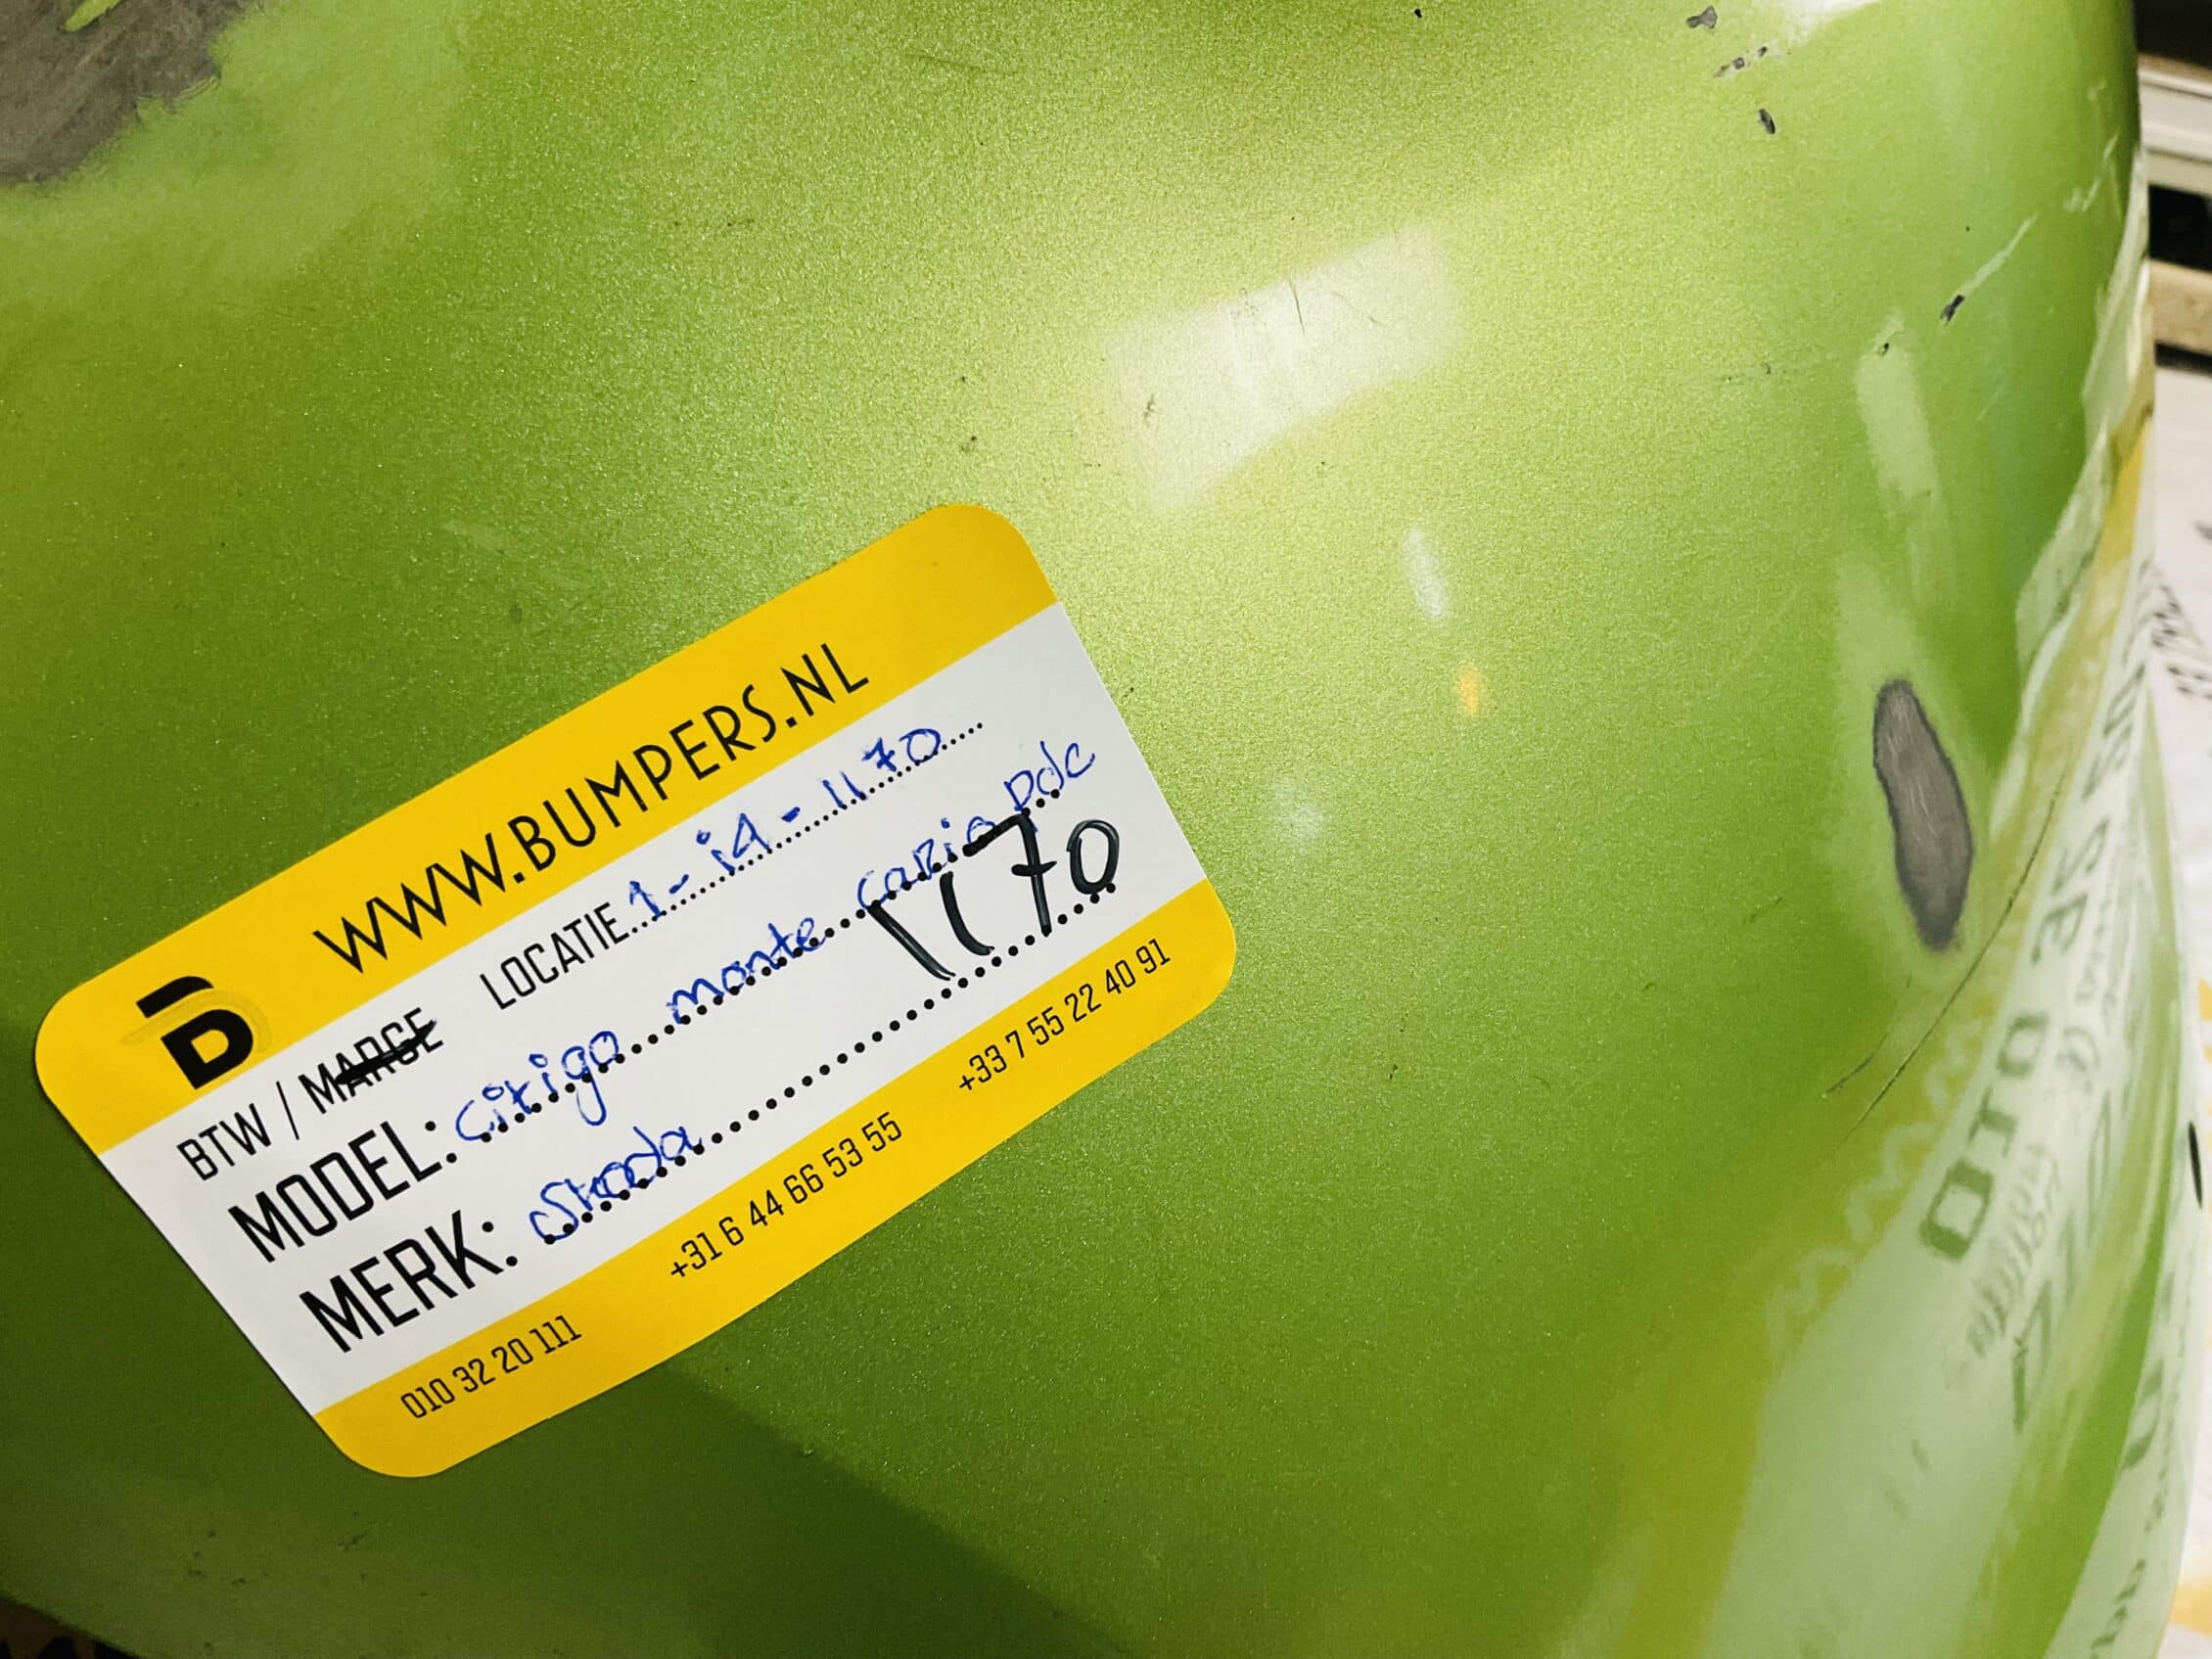 B WWW.BUMPERS.NL
BTW / MARGE LOCATIE 1 - i4 - 1170
MODEL: citigo monte carlo pdc
1170
MERK: skoda
010 32 20 111 +31 6 44 66 53 55 +33 7 55 22 40 91